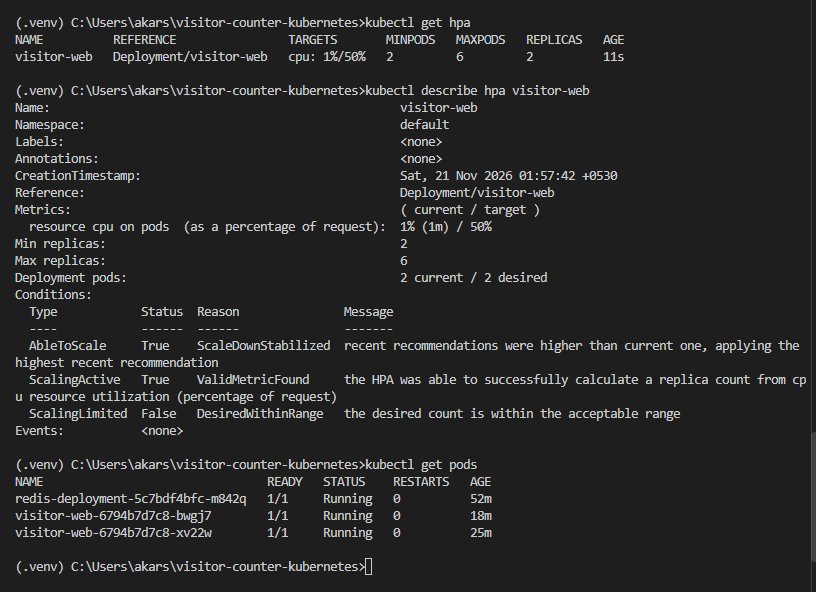 (.venv) C:\Users\akars\visitor-counter-kubernetes>kubectl get hpa
NAME          REFERENCE                TARGETS       MINPODS   MAXPODS   REPLICAS   AGE
visitor-web   Deployment/visitor-web   cpu: 1%/50%   2         6         2          11s
(.venv) C:\Users\akars\visitor-counter-kubernetes>kubectl describe hpa visitor-web
Name:                                                  visitor-web
Namespace:                                             default
Labels:                                                <none>
Annotations:                                           <none>
CreationTimestamp:                                     Sat, 21 Nov 2026 01:57:42 +0530
Reference:                                             Deployment/visitor-web
Metrics:                                               ( current / target )
  resource cpu on pods  (as a percentage of request):  1% (1m) / 50%
Min replicas:                                          2
Max replicas:                                          6
Deployment pods:                                       2 current / 2 desired
Conditions:
  Type            Status  Reason               Message
  ----            ------  ------               -------
  AbleToScale     True    ScaleDownStabilized  recent recommendations were higher than current one, applying the
highest recent recommendation
  ScalingActive   True    ValidMetricFound     the HPA was able to successfully calculate a replica count from cp
u resource utilization (percentage of request)
  ScalingLimited  False   DesiredWithinRange   the desired count is within the acceptable range
Events:           <none>
(.venv) C:\Users\akars\visitor-counter-kubernetes>kubectl get pods
NAME                                READY   STATUS    RESTARTS   AGE
redis-deployment-5c7bdf4bfc-m842q   1/1     Running   0          52m
visitor-web-6794b7d7c8-bwgj7        1/1     Running   0          18m
visitor-web-6794b7d7c8-xv22w        1/1     Running   0          25m
(.venv) C:\Users\akars\visitor-counter-kubernetes>